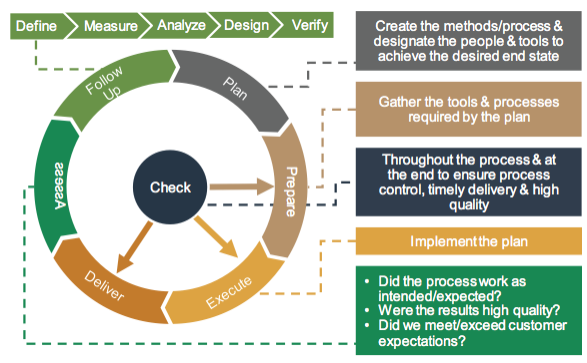 Define Measure Analyze Design Verify
Follow
Up
Plan
Prepare
Execute
Deliver
Assess
Check
Create the methods/process &
designate the people & tools to
achieve the desired end state
Gather the tools & processes
required by the plan
Throughout the process & at
the end to ensure process
control, timely delivery & high
quality
Implement the plan
• Did the process work as
intended/expected?
• Were the results high quality?
• Did we meet/exceed customer
expectations?